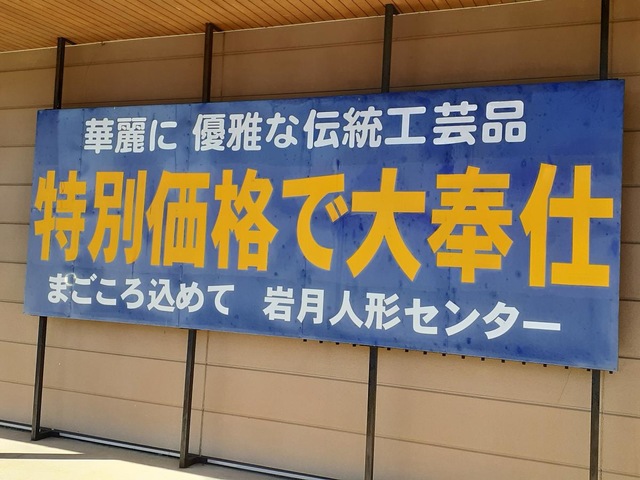 華麗に 優雅な伝統工芸品
特別価格で大奉仕
まごころ込めて 岩月人形センター